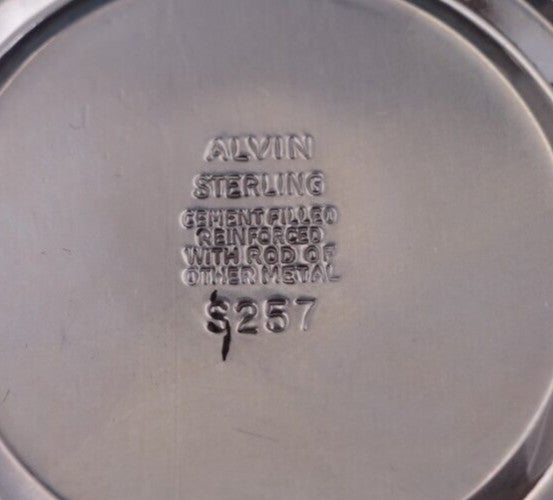 ALVIN
STERLING
CEMENT FILLED
REINFORCED
WITH ROD OF
OTHER METAL
S257